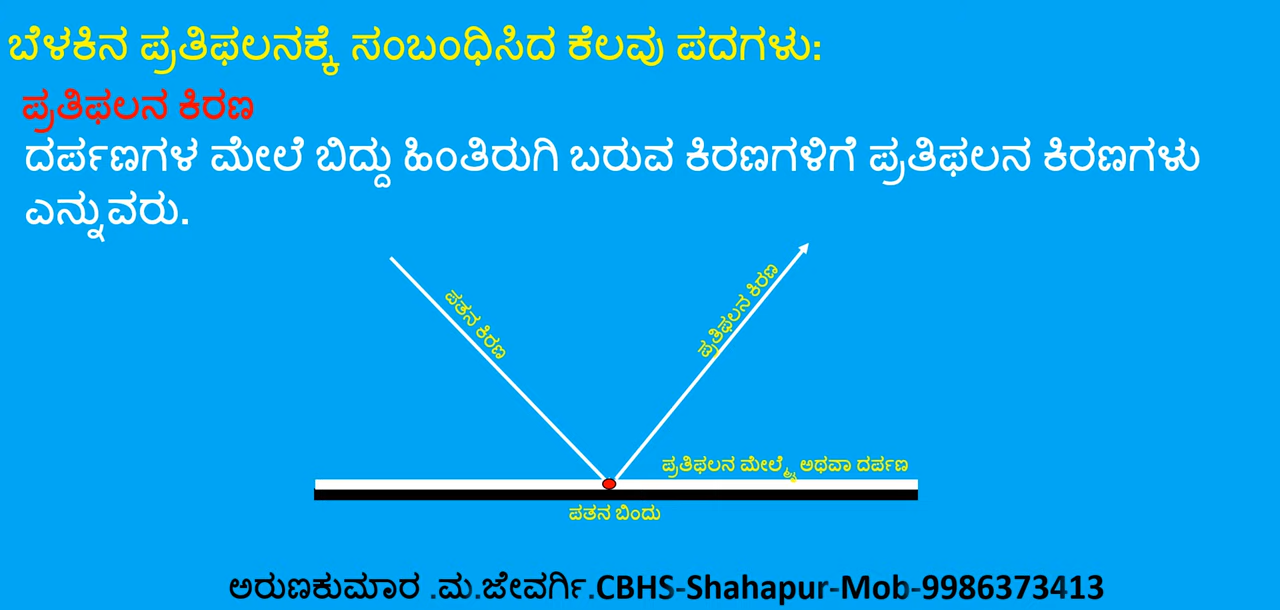 ಬೆಳಕಿನ ಪ್ರತಿಫಲನಕ್ಕೆ ಸಂಬಂಧಿಸಿದ ಕೆಲವು ಪದಗಳು:
ಪ್ರತಿಫಲನ ಕಿರಣ
ದರ್ಪಣಗಳ ಮೇಲೆ ಬಿದ್ದು ಹಿಂತಿರುಗಿ ಬರುವ ಕಿರಣಗಳಿಗೆ ಪ್ರತಿಫಲನ ಕಿರಣಗಳು
ಎನ್ನುವರು.
ಪತನ ಕಿರಣ
ಪ್ರತಿಫಲನ ಕಿರಣ
ಪ್ರತಿಫಲನ ಮೇಲ್ಮೈ ಅಥವಾ ದರ್ಪಣ
ಪತನ ಬಿಂದು
ಅರುಣಕುಮಾರ .ಮ.ಜೇವರ್ಗಿ.CBHS-Shahapur-Mob-9986373413